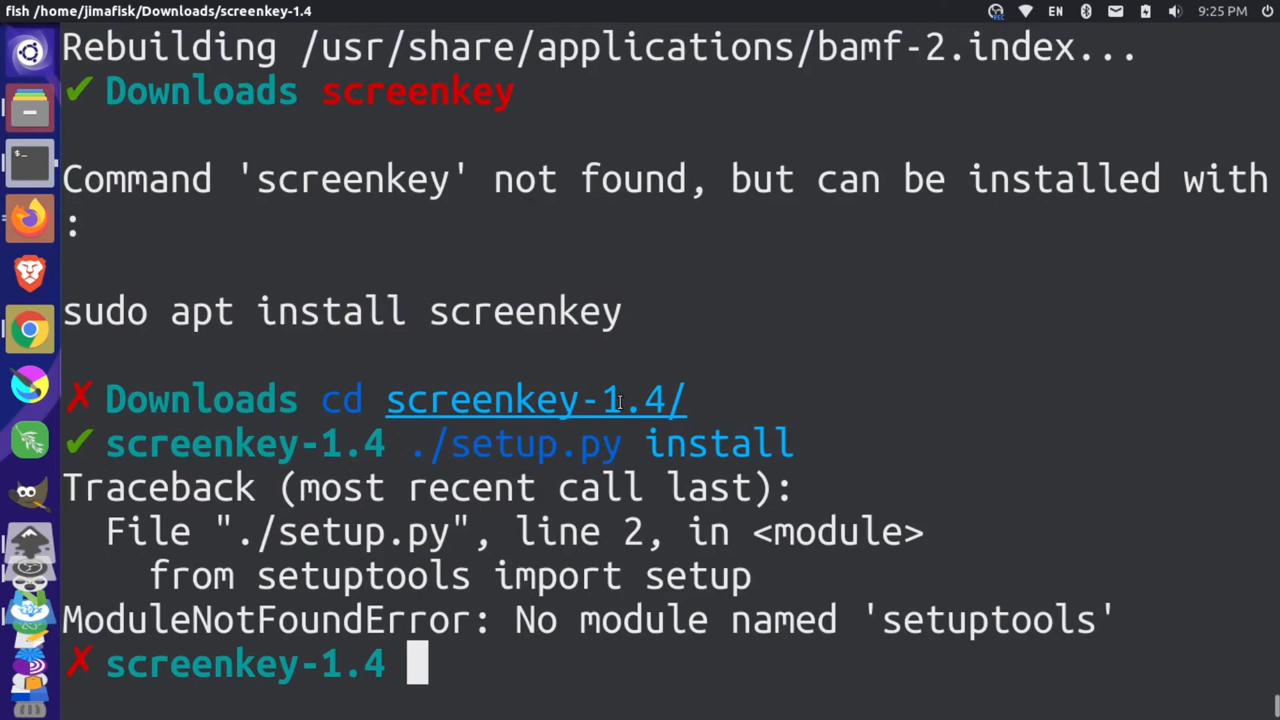 fish /home/jimafisk/Downloads/screenkey-1.4
REC
EN
9:25 PM
Rebuilding /usr/share/applications/bamf-2.index...
✔ Downloads screenkey
Command 'screenkey' not found, but can be installed with
:
sudo apt install screenkey
✗ Downloads cd screenkey-1.4/
✔ screenkey-1.4 ./setup.py install
Traceback (most recent call last):
File "./setup.py", line 2, in <module>
from setuptools import setup
ModuleNotFoundError: No module named 'setuptools'
✗ screenkey-1.4